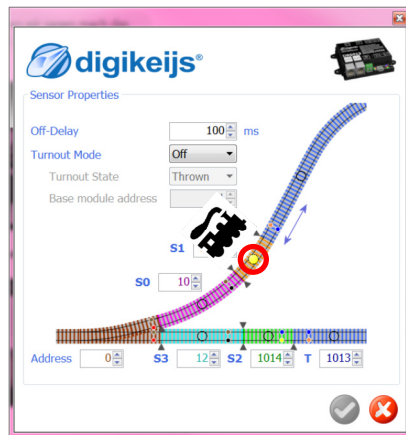 digikeijs®
Sensor Properties
Off-Delay 100 ms
Turnout Mode Off
Turnout State Thrown
Base module address
S1
S0 10
Address 0 S3 12 S2 1014 T 1013